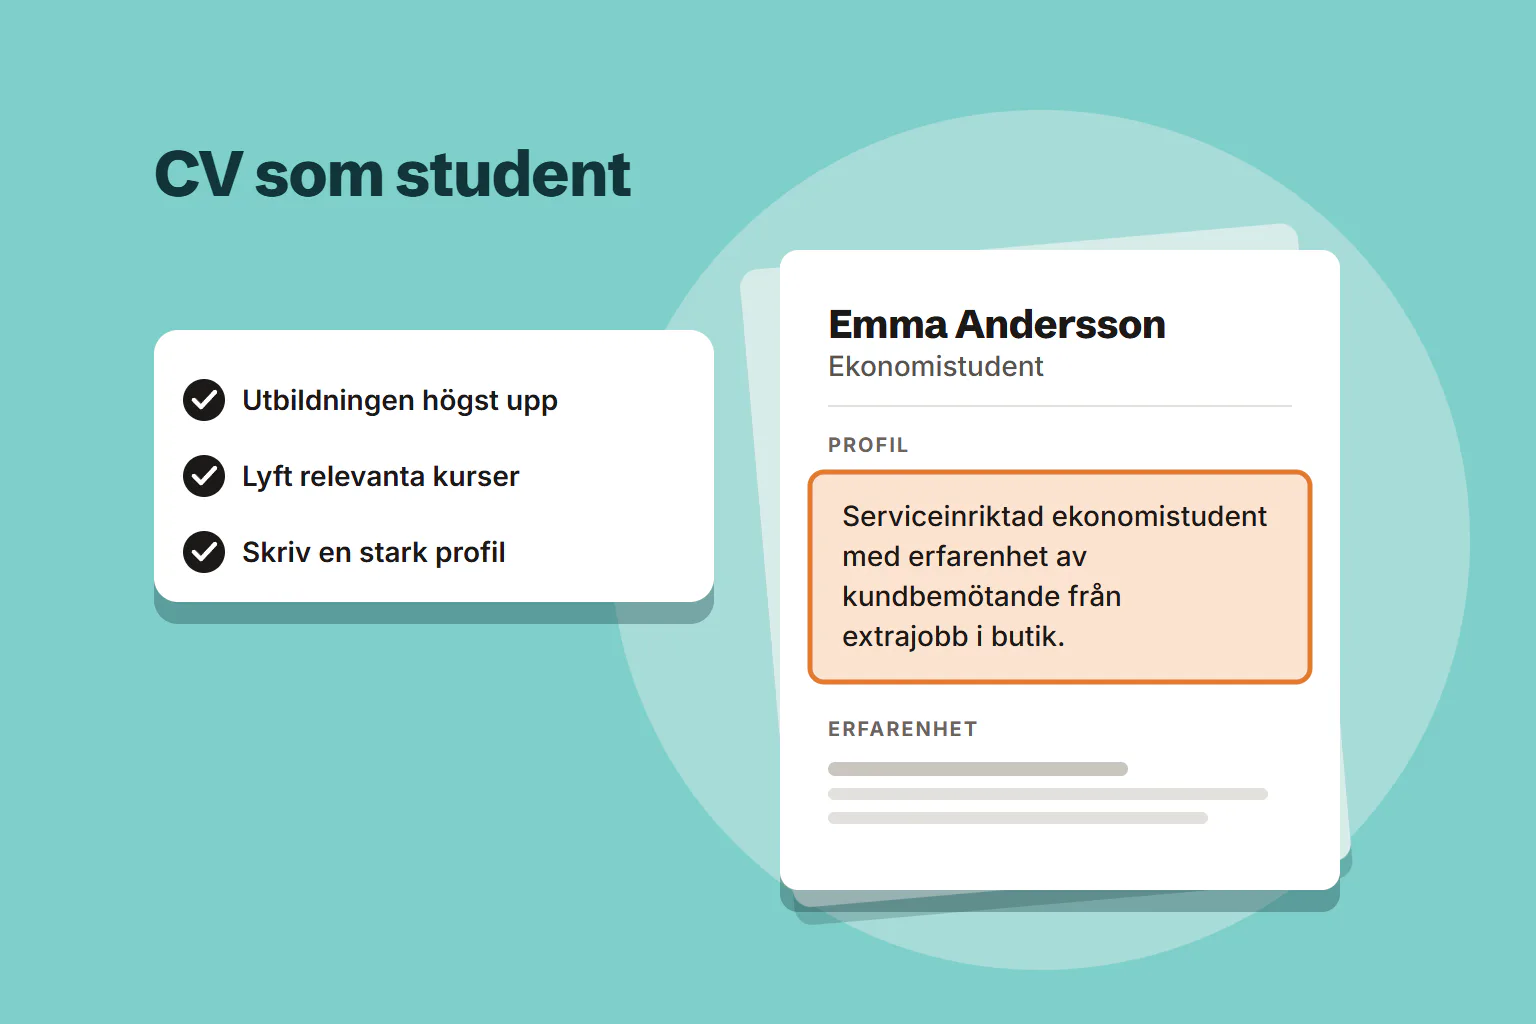 CV som student
Utbildningen högst upp
Lyft relevanta kurser
Skriv en stark profil
Emma Andersson
Ekonomistudent
PROFIL
Serviceinriktad ekonomistudent
med erfarenhet av
kundbemötande från
extrajobb i butik.
ERFARENHET